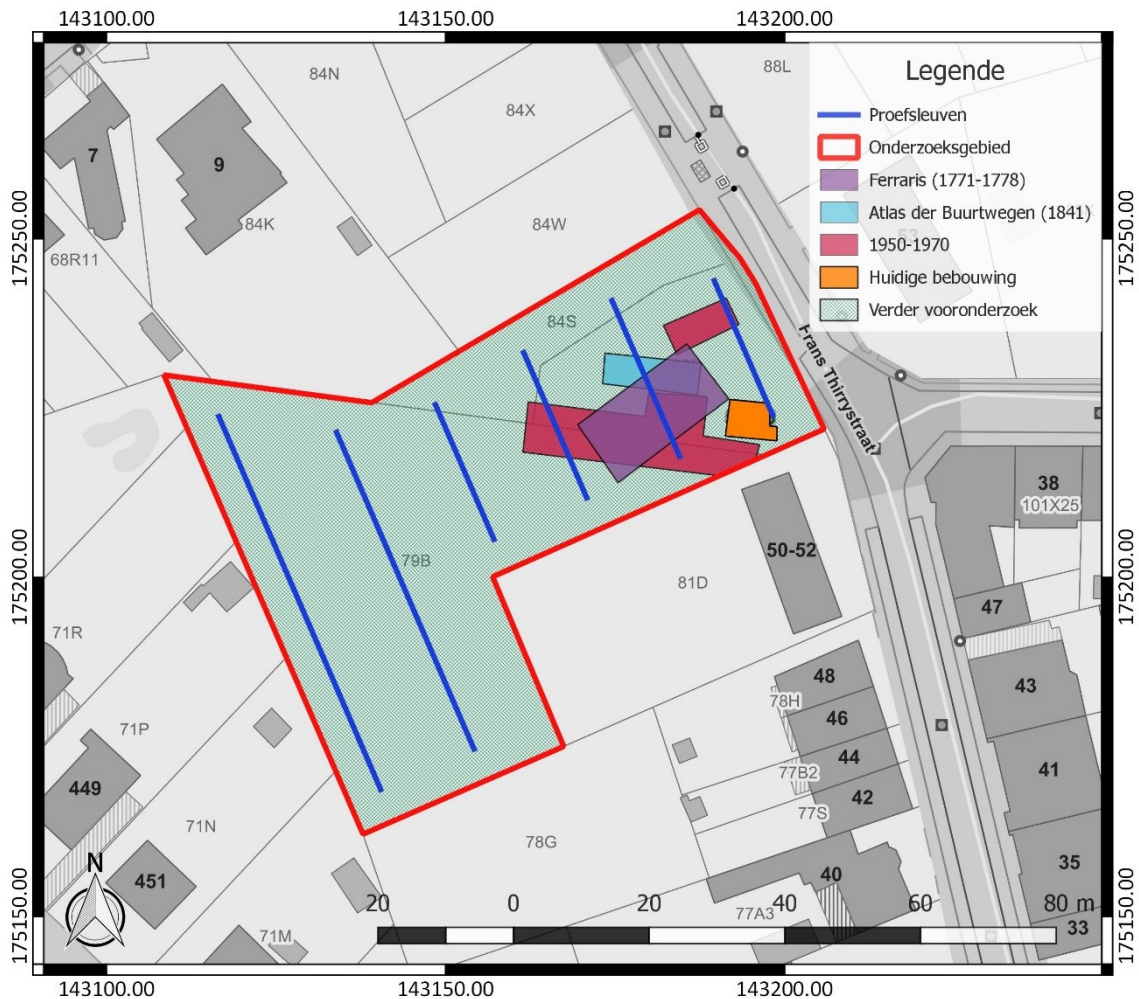 143100.00 143150.00 143200.00
84N
88L
84X
Legende
Proefsleuven
Onderzoeksgebied
Ferraris (1771-1778)
Atlas der Buurtwegen (1841)
1950-1970
Huidige bebouwing
Verder vooronderzoek
7
9
84K
84W
53
68R11
175250.00
175250.00
84S
Frans Thirrystraat
38
101X25
50-52
79B
81D
175200.00
175200.00
47
71R
48
43
78H
46
71P
44
77B2
41
449
42
77S
71N
78G
35
40
451
N
20 0 20 40 60 80 m
77A3
33
71M
175150.00
175150.00
143100.00 143150.00 143200.00